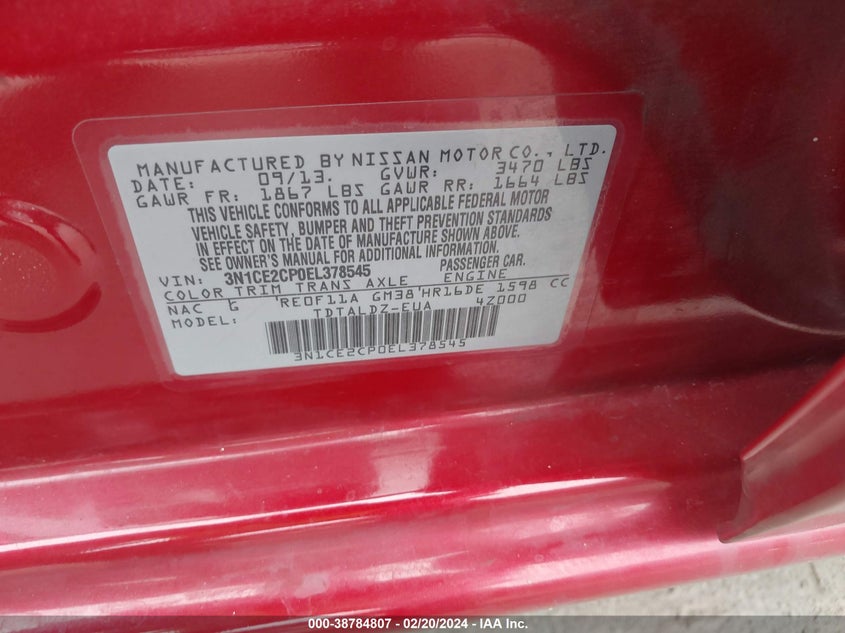 MANUFACTURED BY NISSAN MOTOR CO., LTD.
DATE: 09/13. GVWR: 3470 LBS
GAWR FR: 1867 LBS GAWR RR: 1664 LBS
THIS VEHICLE CONFORMS TO ALL APPLICABLE FEDERAL MOTOR
VEHICLE SAFETY, BUMPER AND THEFT PREVENTION STANDARDS
IN EFFECT ON THE DATE OF MANUFACTURE SHOWN ABOVE.
SEE OWNER'S MANUAL FOR ADDITIONAL INFORMATION.
VIN: 3N1CE2CP0EL378545 PASSENGER CAR.
COLOR TRIM TRANS AXLE ENGINE
NAC G 'RE0F11A GM38'HR16DE 1598 CC
MODEL: TDTALDZ-EUA 4Z000
3N1CE2CP0EL378545
000-38784807 - 02/20/2024 - IAA Inc.